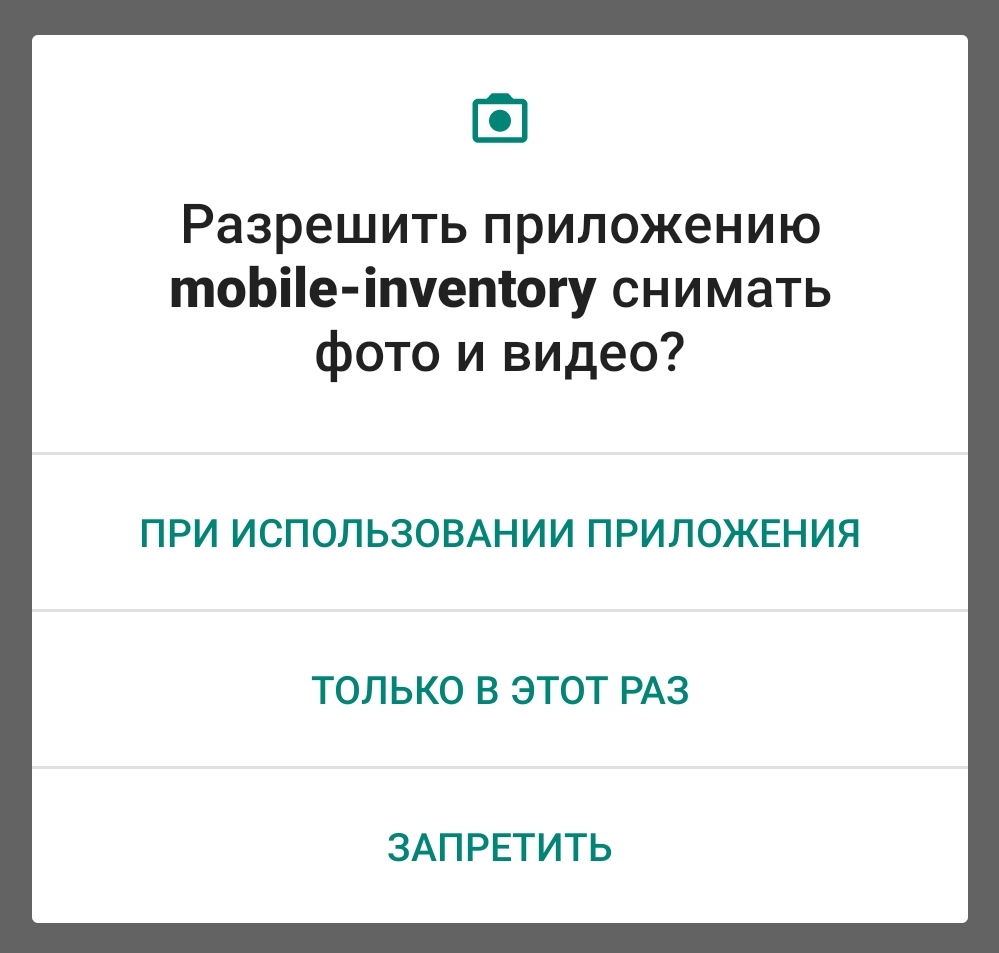 Разрешить приложению
mobile-inventory снимать
фото и видео?
ПРИ ИСПОЛЬЗОВАНИИ ПРИЛОЖЕНИЯ
ТОЛЬКО В ЭТОТ РАЗ
ЗАПРЕТИТЬ